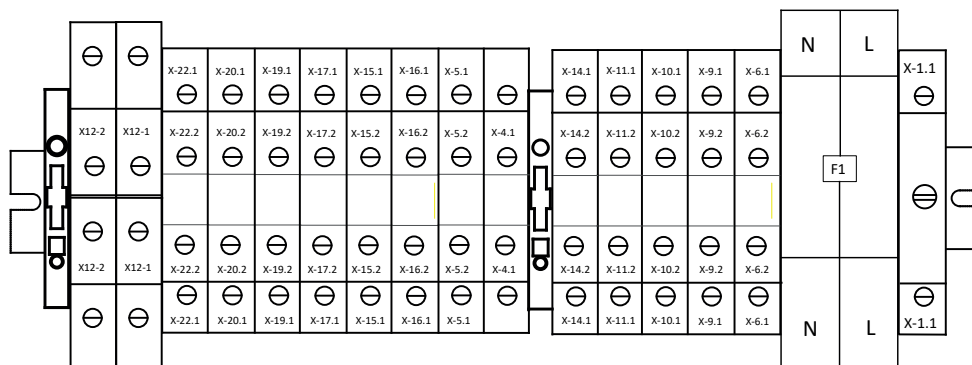 N L
X-22.1 X-20.1 X-19.1 X-17.1 X-15.1 X-16.1 X-5.1 X-14.1 X-11.1 X-10.1 X-9.1 X-6.1 X-1.1
X12-2 X12-1 X-22.2 X-20.2 X-19.2 X-17.2 X-15.2 X-16.2 X-5.2 X-4.1 X-14.2 X-11.2 X-10.2 X-9.2 X-6.2
F1
X12-2 X12-1 X-22.2 X-20.2 X-19.2 X-17.2 X-15.2 X-16.2 X-5.2 X-4.1 X-14.2 X-11.2 X-10.2 X-9.2 X-6.2
X-22.1 X-20.1 X-19.1 X-17.1 X-15.1 X-16.1 X-5.1 X-14.1 X-11.1 X-10.1 X-9.1 X-6.1 N L X-1.1